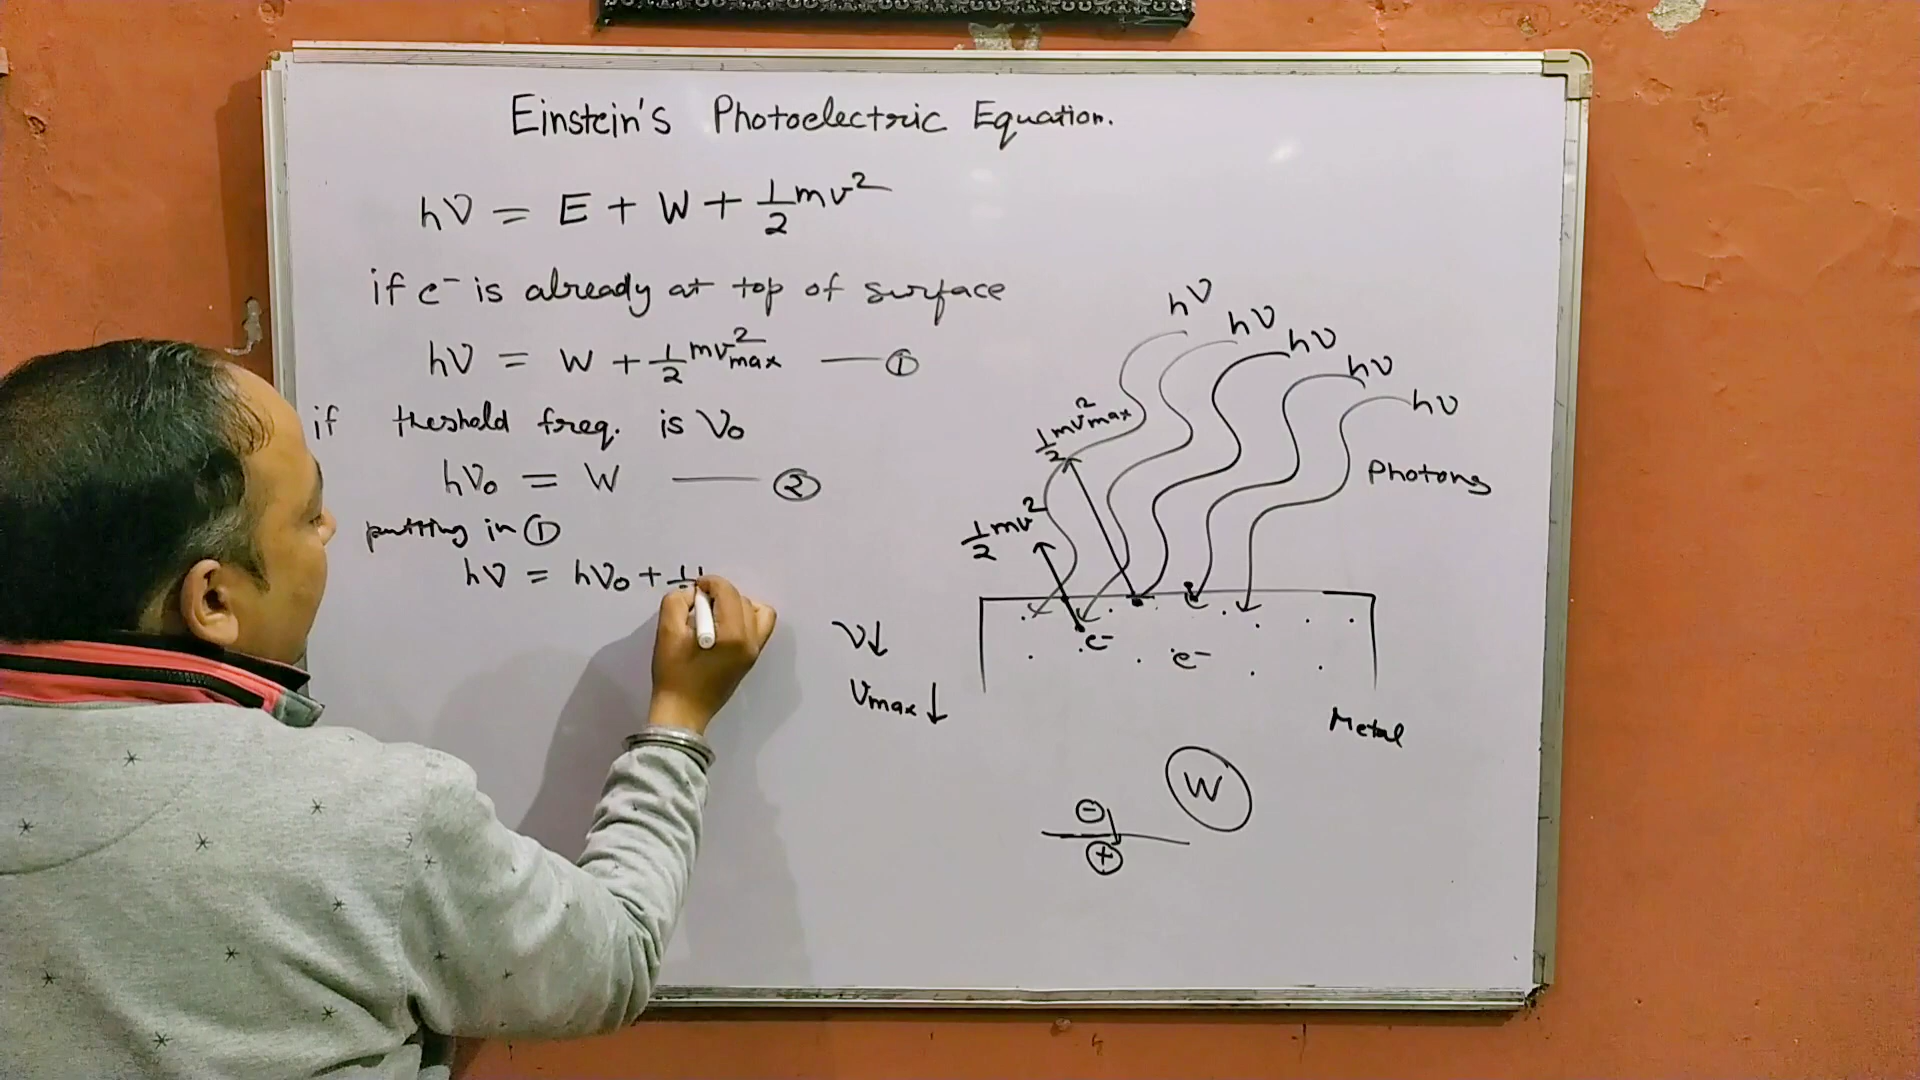 Einstein's Photoelectric Equation.
hν = E + W + 1/2 mv²
if e⁻ is already at top of surface
hν = W + 1/2 mv²max —— ①
if theshold freq. is ν₀
hν₀ = W —— ②
putting in ①
hν = hν₀ + 1
hν
hν
hν
hν
hν
1/2 mv²max
Photons
1/2 mv²
e⁻
e⁻
ν↓
Vmax ↓
Metal
W
⊖
⊕